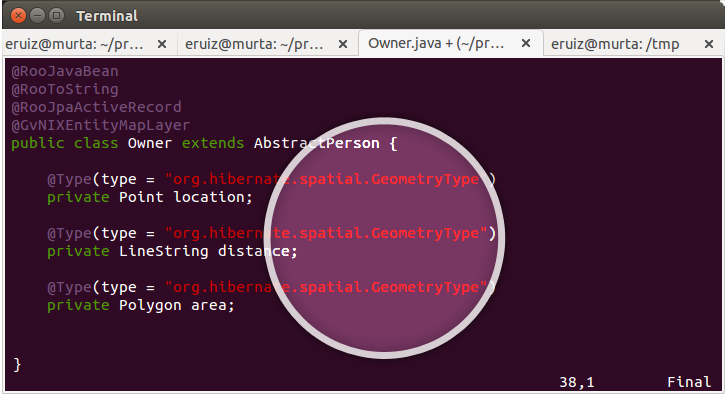 Terminal
eruiz@murta: ~/pr... eruiz@murta: ~/pr... Owner.java + (~/pr... eruiz@murta: /tmp
@RooJavaBean
@RooToString
@RooJpaActiveRecord
@GvNIXEntityMapLayer
public class Owner extends AbstractPerson {
@Type(type = "org.hibernate.spatial.GeometryType")
private Point location;
@Type(type = "org.hibernate.spatial.GeometryType")
private LineString distance;
@Type(type = "org.hibernate.spatial.GeometryType")
private Polygon area;
}
38,1 Final